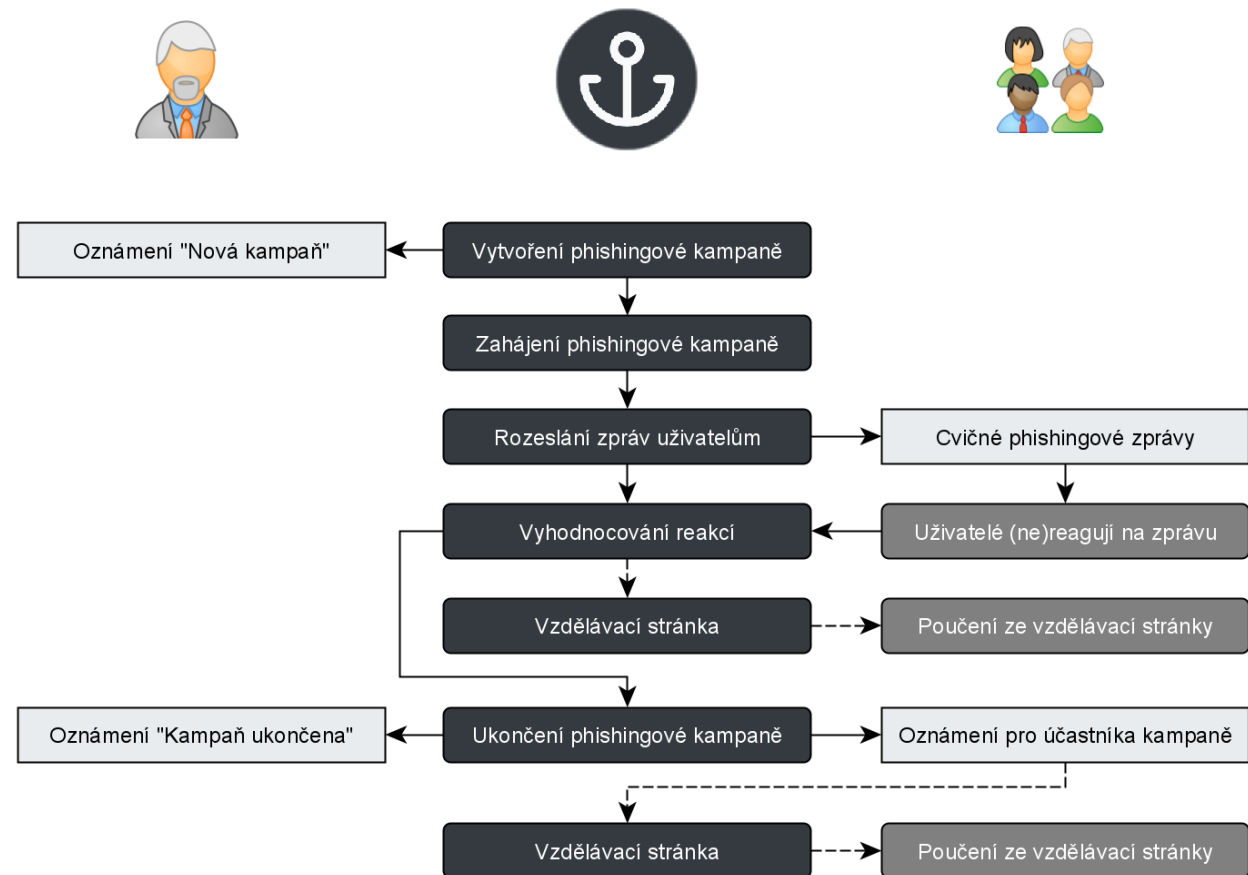 Oznámení "Nová kampaň"
Vytvoření phishingové kampaně
Zahájení phishingové kampaně
Rozeslání zpráv uživatelům
Cvičné phishingové zprávy
Vyhodnocování reakcí
Uživatelé (ne)reagují na zprávu
Vzdělávací stránka
Poučení ze vzdělávací stránky
Oznámení "Kampaň ukončena"
Ukončení phishingové kampaně
Oznámení pro účastníka kampaně
Vzdělávací stránka
Poučení ze vzdělávací stránky